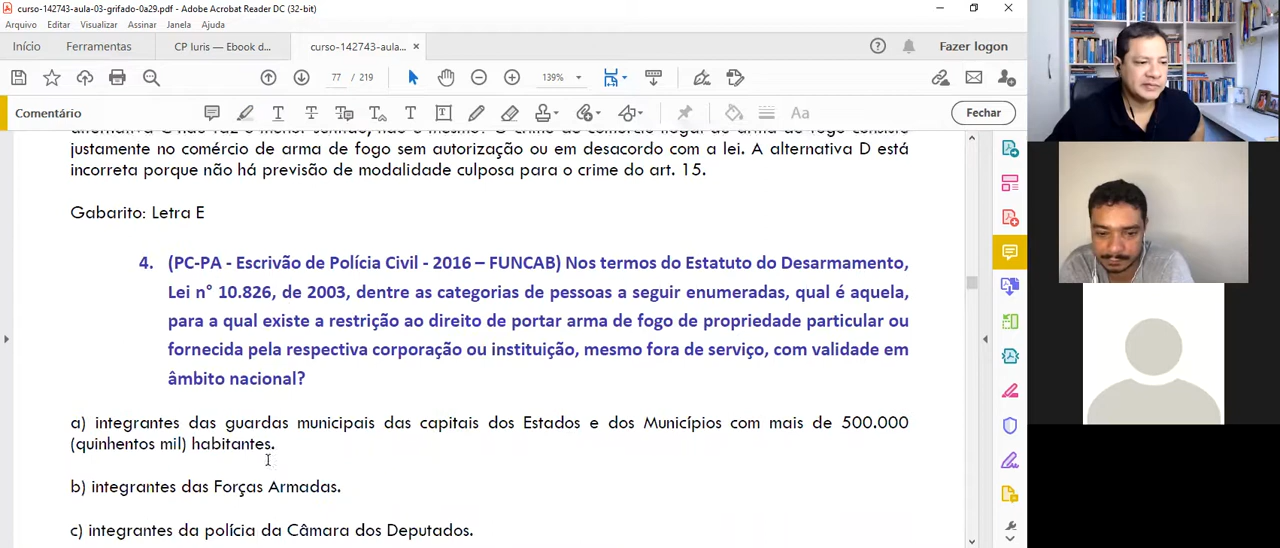 curso-142743-aula-03-grifado-0a29.pdf - Adobe Acrobat Reader DC (32-bit)
Arquivo Editar Visualizar Assinar Janela Ajuda
Início Ferramentas CP Iuris — Ebook d... curso-142743-aula... × Fazer logon
77 / 219 139%
Comentário Aa Fechar
justamente no comércio de arma de fogo sem autorização ou em desacordo com a lei. A alternativa D está
incorreta porque não há previsão de modalidade culposa para o crime do art. 15.
Gabarito: Letra E
4. (PC-PA - Escrivão de Polícia Civil - 2016 – FUNCAB) Nos termos do Estatuto do Desarmamento,
Lei n° 10.826, de 2003, dentre as categorias de pessoas a seguir enumeradas, qual é aquela,
para a qual existe a restrição ao direito de portar arma de fogo de propriedade particular ou
fornecida pela respectiva corporação ou instituição, mesmo fora de serviço, com validade em
âmbito nacional?
a) integrantes das guardas municipais das capitais dos Estados e dos Municípios com mais de 500.000
(quinhentos mil) habitantes.
b) integrantes das Forças Armadas.
c) integrantes da polícia da Câmara dos Deputados.